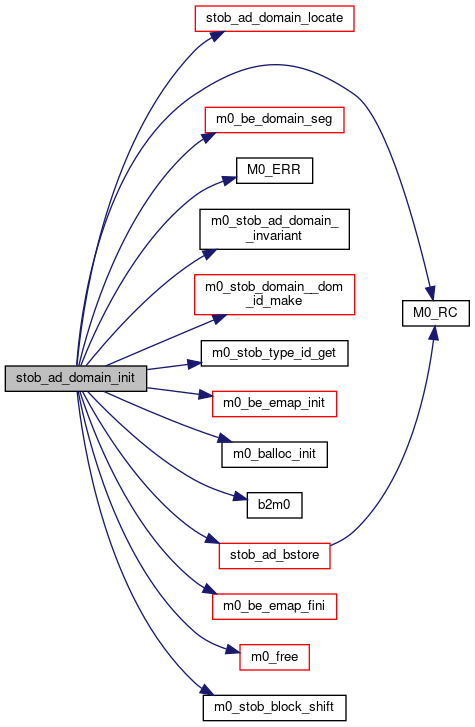 stob_ad_domain_locate
m0_be_domain_seg
M0_ERR
m0_stob_ad_domain_
_invariant
m0_stob_domain__dom
_id_make
M0_RC
m0_stob_type_id_get
stob_ad_domain_init
m0_be_emap_init
m0_balloc_init
b2m0
stob_ad_bstore
m0_be_emap_fini
m0_free
m0_stob_block_shift